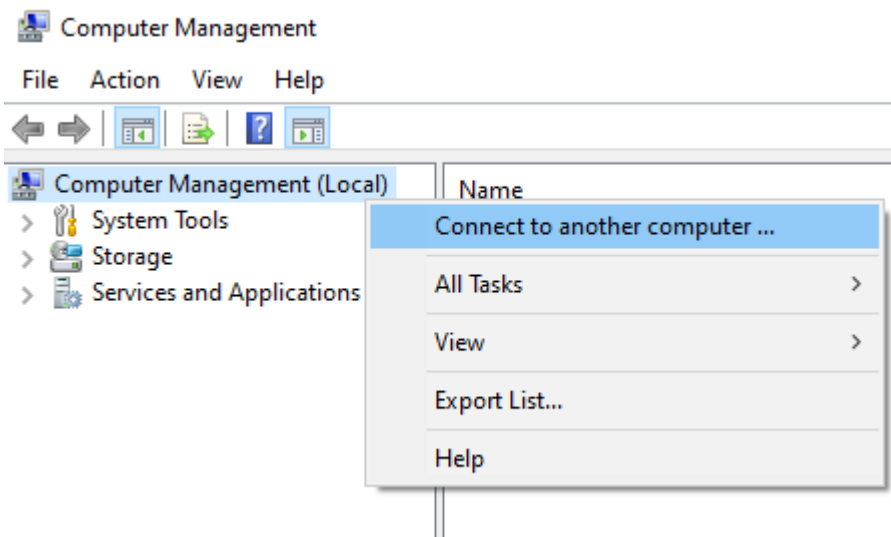 Computer Management
File Action View Help
Computer Management (Local)
Name
System Tools
Storage
Services and Applications
Connect to another computer ...
All Tasks
View
Export List...
Help